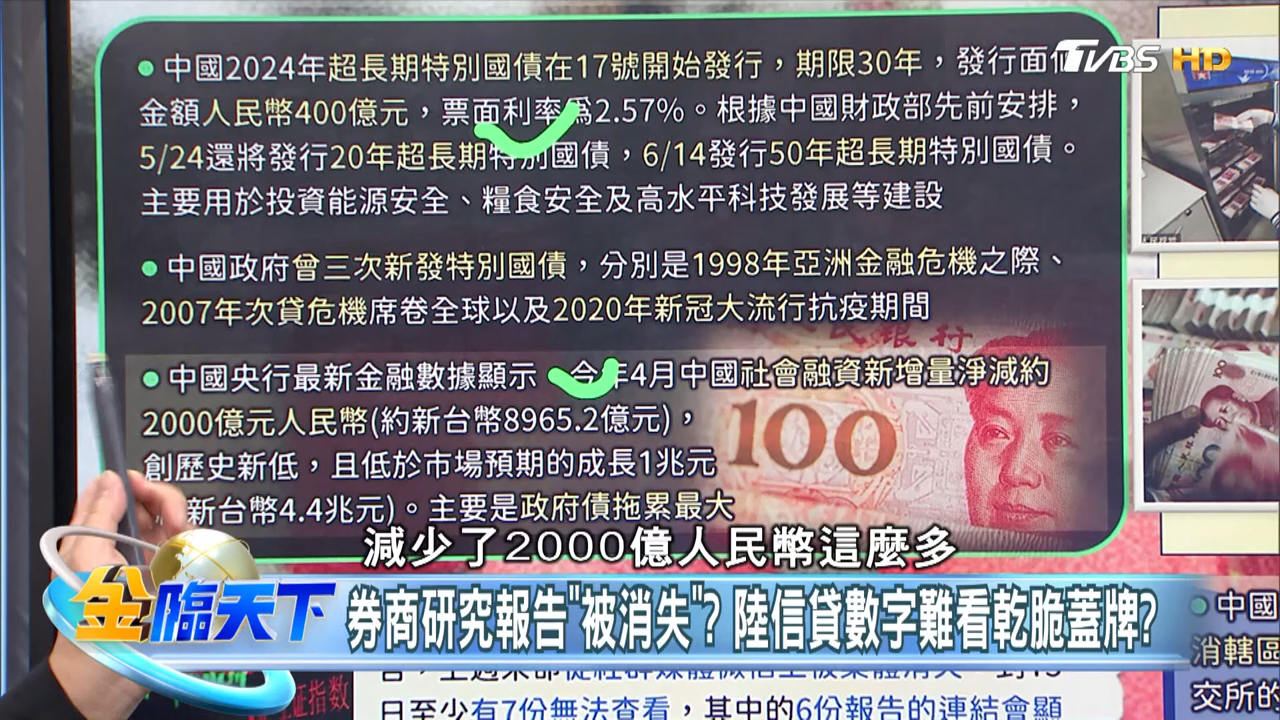 TVBS HD
中國2024年超長期特別國債在17號開始發行，期限30年，發行面值
金額人民幣400億元，票面利率為2.57%。根據中國財政部先前安排，
5/24還將發行20年超長期特別國債，6/14發行50年超長期特別國債。
主要用於投資能源安全、糧食安全及高水平科技發展等建設
中國政府曾三次新發特別國債，分別是1998年亞洲金融危機之際、
2007年次貸危機席卷全球以及2020年新冠大流行抗疫期間
中國央行最新金融數據顯示 今年4月中國社會融資新增量淨減約
2000億元人民幣(約新台幣8965.2億元)，
創歷史新低，且低於市場預期的成長1兆元
新台幣4.4兆元)。主要是政府債拖累最大
100
減少了2000億人民幣這麼多
金臨天下
券商研究報告"被消失"? 陸信貸數字難看乾脆蓋牌?
日至少有7份無法查看，其中的6份報告的連結會顯
中國
消轄區
交所的
证指数